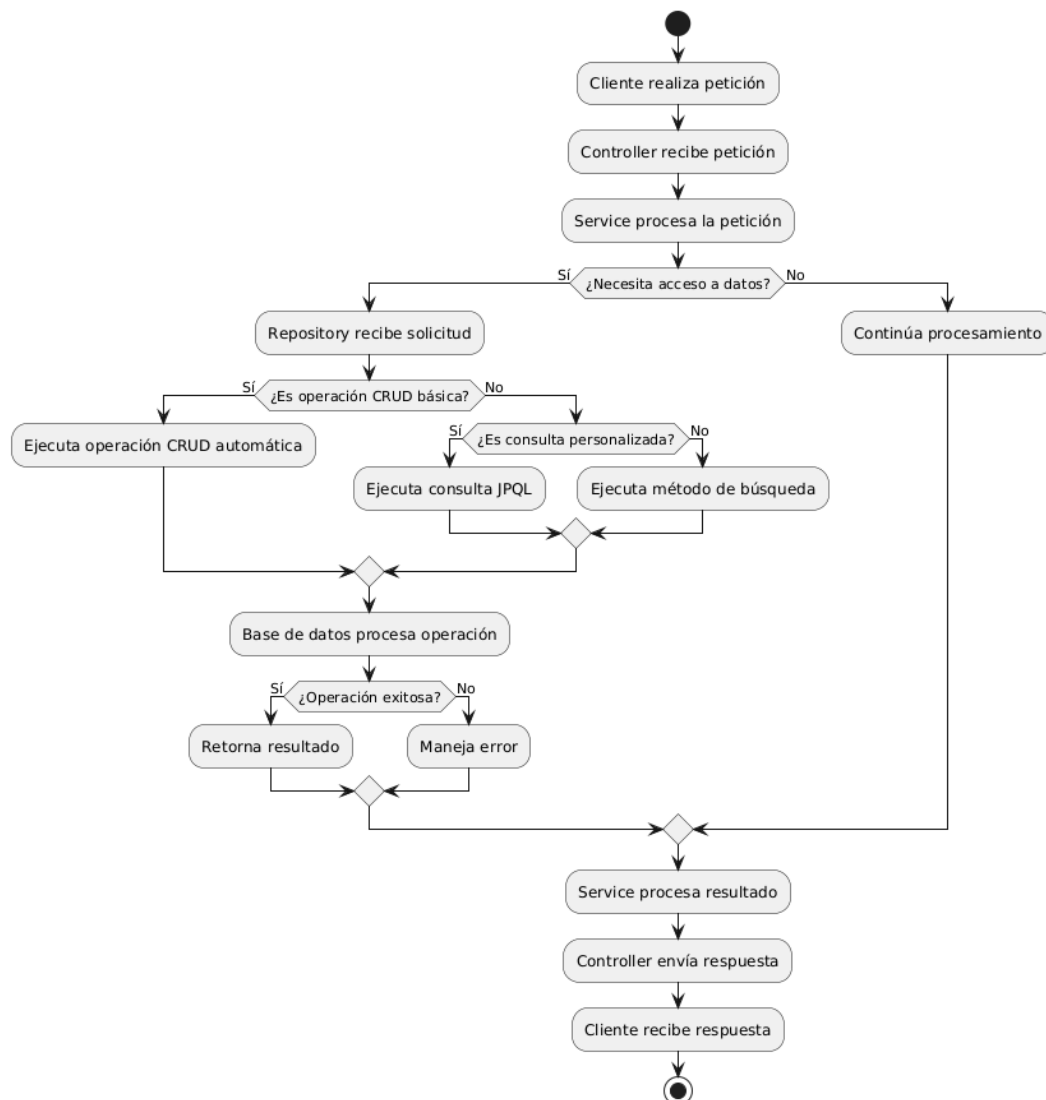 Cliente realiza petición
Controller recibe petición
Service procesa la petición
Sí
¿Necesita acceso a datos?
No
Repository recibe solicitud
Continúa procesamiento
Sí
¿Es operación CRUD básica?
No
Ejecuta operación CRUD automática
Sí
¿Es consulta personalizada?
No
Ejecuta consulta JPQL
Ejecuta método de búsqueda
Base de datos procesa operación
Sí
¿Operación exitosa?
No
Retorna resultado
Maneja error
Service procesa resultado
Controller envía respuesta
Cliente recibe respuesta